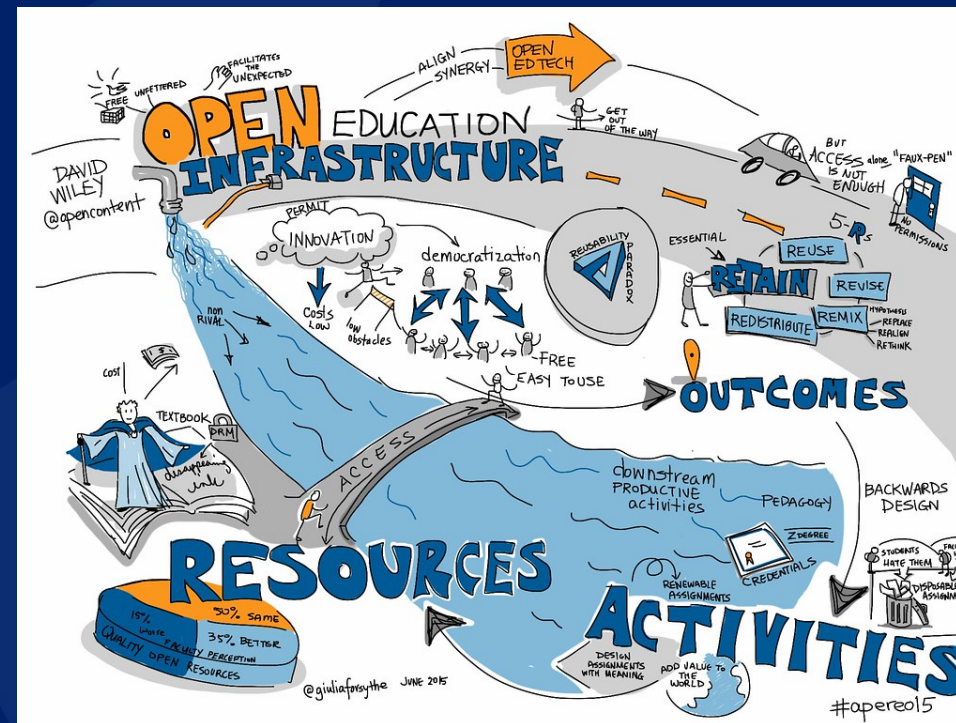 FREE
UNFETTERED
FACILITATES
THE
UNEXPECTED
ALIGN
SYNERGY
OPEN
EDTECH
OPEN EDUCATION
INFRASTRUCTURE
DAVID
WILEY
@opencontent
GET
OUT
OF THE WAY
BUT
ACCESS alone
IS NOT
ENOUGH
"FAUX-PEN"
NO
PERMISSIONS
PERMIT
INNOVATION
COSTS
LOW
low
obstacles
democratization
FREE
EASY TO USE
REUSABILITY
PARADOX
5-Rs
ESSENTIAL
RETAIN
REUSE
REVISE
REMIX
REDISTRIBUTE
HYPOTHESIS
REPLACE
REALIGN
RETHINK
OUTCOMES
non
RIVAL
cost
TEXTBOOK
DRM
disappearing
ink
ACCESS
RESOURCES
15%
50% SAME
35% BETTER
FACULTY PERCEPTION
QUALITY OPEN RESOURCES
downstream
PRODUCTIVE
activities
PEDAGOGY
Z DEGREE
CREDENTIALS
RENEWABLE
ASSIGNMENTS
BACKWARDS
DESIGN
STUDENTS
HATE THEM
ACTIVITIES
DESIGN
ASSIGNMENTS
WITH MEANING
ADD VALUE TO
THE
WORLD
@giuliaforsythe JUNE 2015
#apereo15